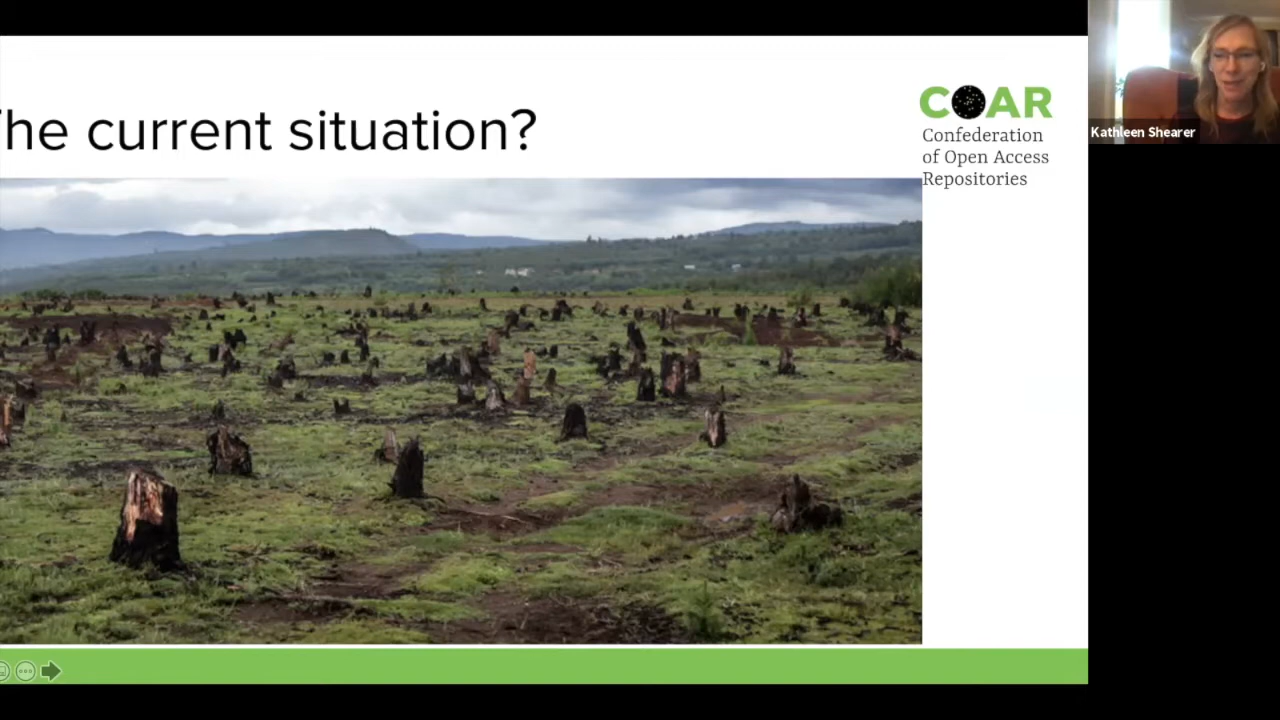 he current situation?
COAR
Confederation
of Open Access
Repositories
Kathleen Shearer